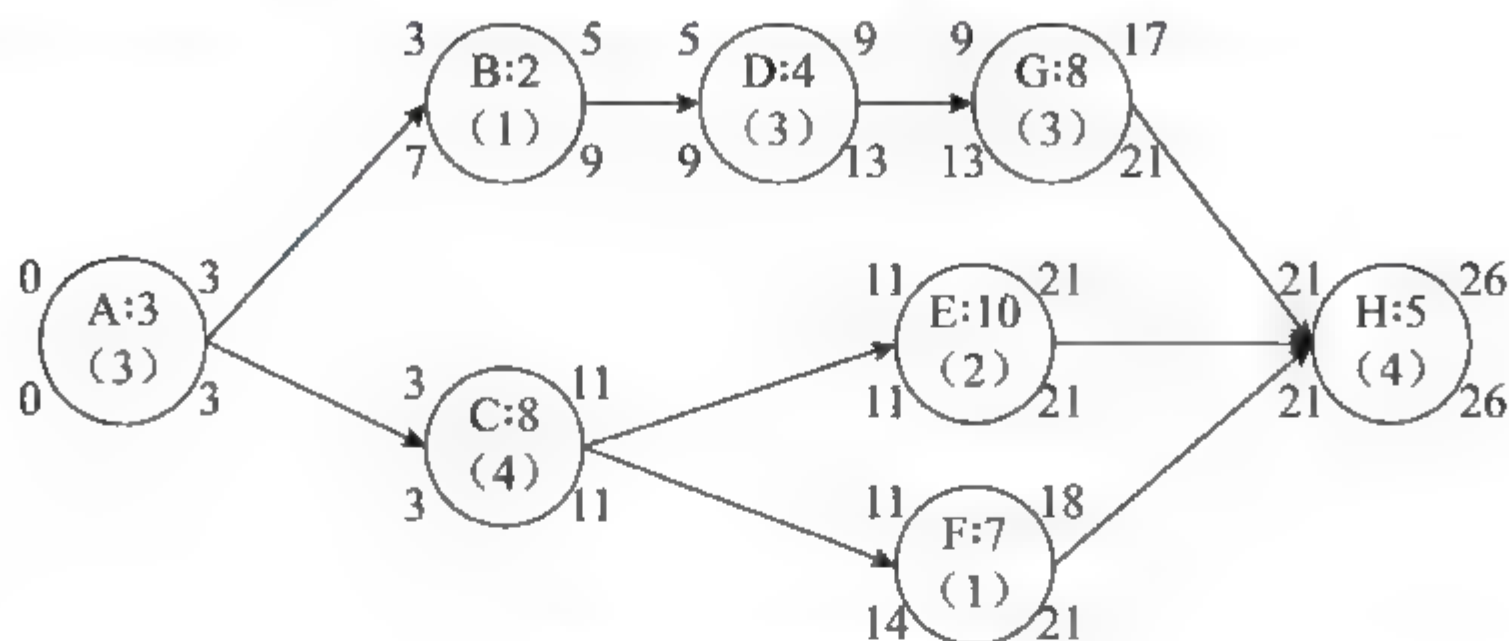 3 5 5 9 9 17
B:2 D:4 G:8
(1) (3) (3)
7 9 9 13 13 21
0 3 11 21 21 26
A:3 E:10 H:5
(3) (2) (4)
0 3 11 21 21 26
3 11
C:8
(4)
3 11
11 18
F:7
(1)
14 21